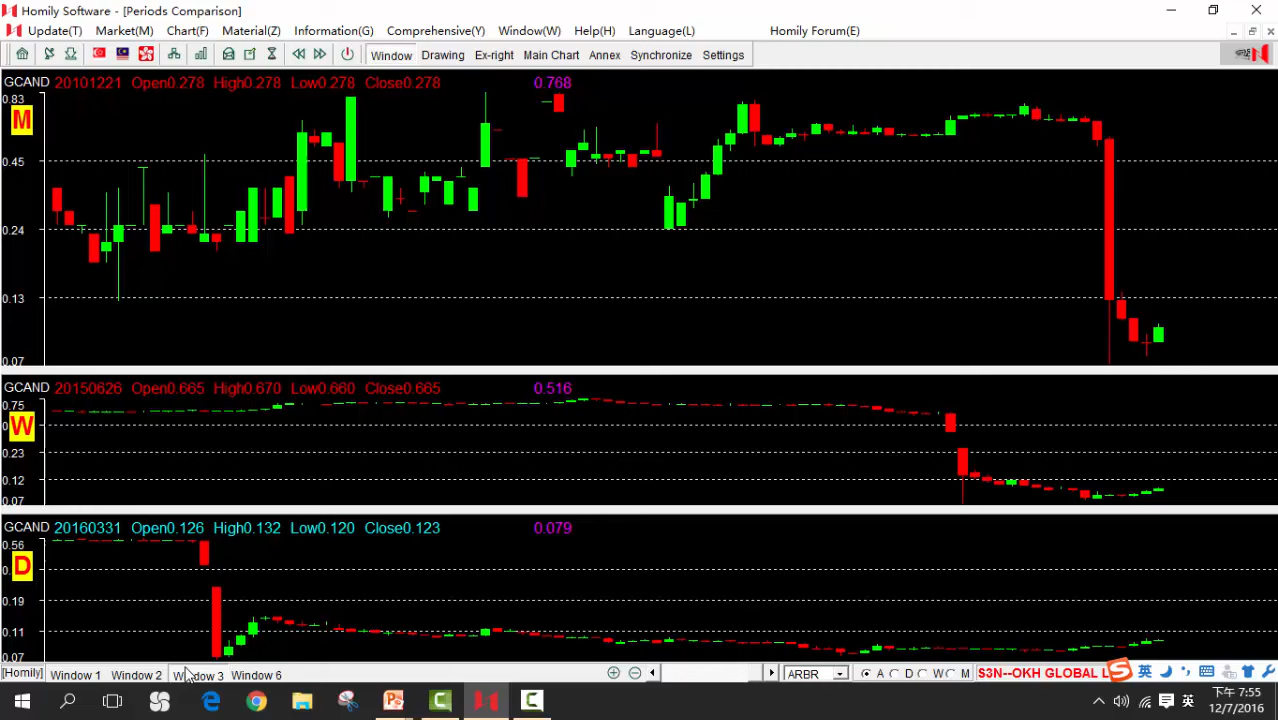 Homily Software - [Periods Comparison]
Update(T) Market(M) Chart(F) Material(Z) Information(G) Comprehensive(Y) Window(W) Help(H) Language(L) Homily Forum(E)
Window Drawing Ex-right Main Chart Annex Synchronize Settings
GCAND 20101221 Open0.278 High0.278 Low0.278 Close0.278 0.768
0.83
M
0.45
0.24
0.13
0.07
GCAND 20150626 Open0.665 High0.670 Low0.660 Close0.665 0.516
0.75
W
0.23
0.12
0.07
GCAND 20160331 Open0.126 High0.132 Low0.120 Close0.123 0.079
0.56
D
0.19
0.11
0.07
[Homily] Window 1 Window 2 Window 3 Window 6 ARBR A C D W M S3N--OKH GLOBAL L 英
英 下午 7:55
12/7/2016